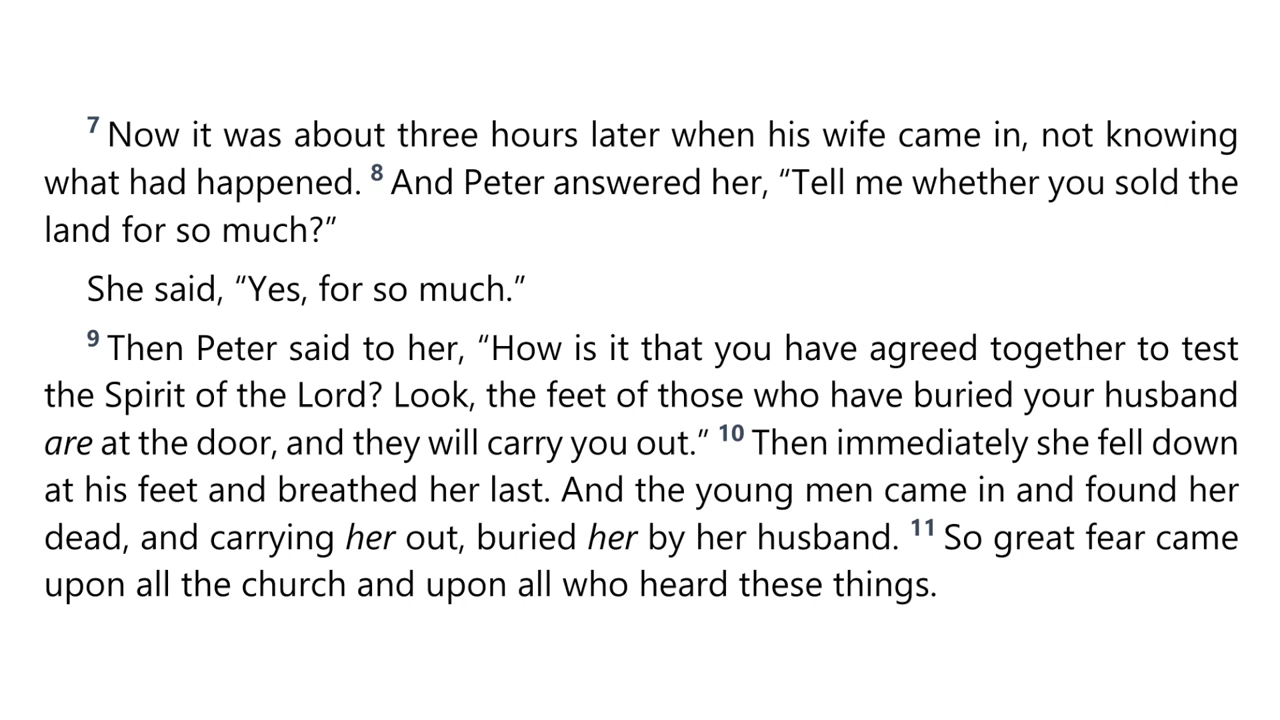 7 Now it was about three hours later when his wife came in, not knowing
what had happened. 8 And Peter answered her, “Tell me whether you sold the
land for so much?”
She said, “Yes, for so much.”
9 Then Peter said to her, “How is it that you have agreed together to test
the Spirit of the Lord? Look, the feet of those who have buried your husband
are at the door, and they will carry you out.” 10 Then immediately she fell down
at his feet and breathed her last. And the young men came in and found her
dead, and carrying her out, buried her by her husband. 11 So great fear came
upon all the church and upon all who heard these things.